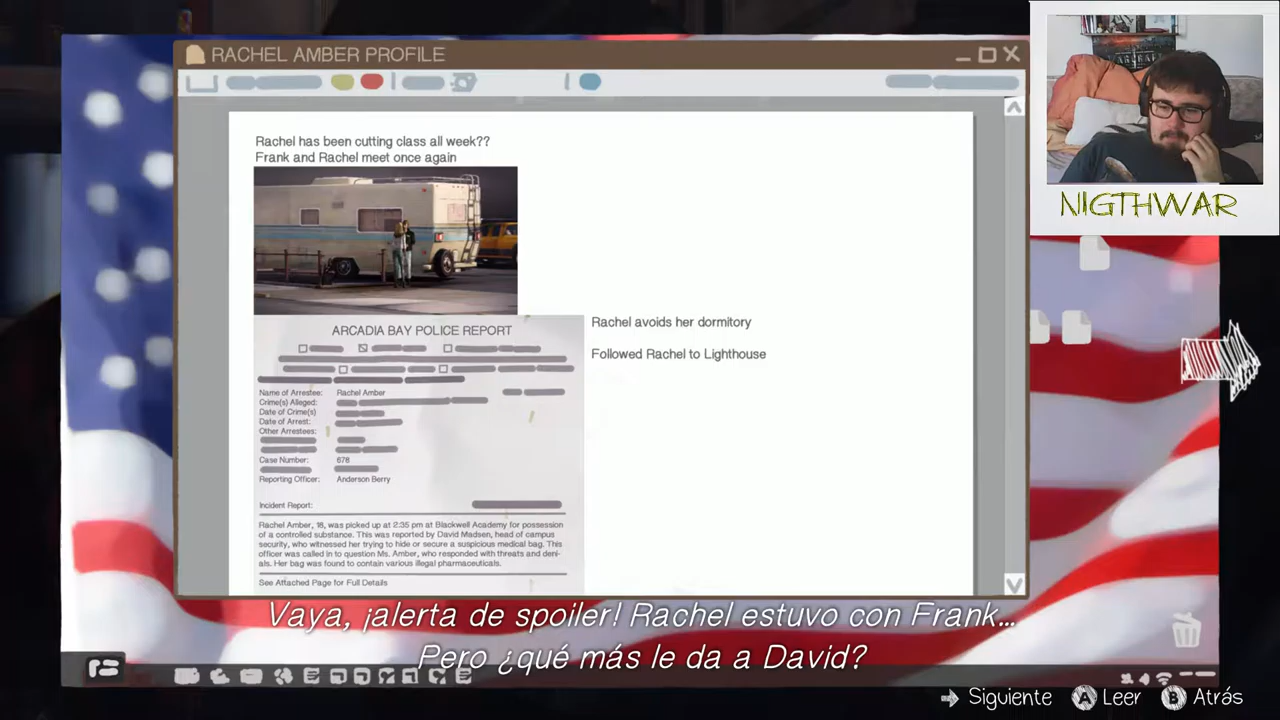 RACHEL AMBER PROFILE
NIGTHWAR
Rachel has been cutting class all week??
Frank and Rachel meet once again
ARCADIA BAY POLICE REPORT
Name of Arrestee: Rachel Amber
Crime(s) Alleged:
Date of Crime(s)
Date of Arrest:
Other Arrestees:
Case Number: 678
Reporting Officer: Anderson Berry
Incident Report:
Rachel Amber, 18, was picked up at 2:35 pm at Blackwell Academy for possession
of a controlled substance. This was reported by David Madsen, head of campus
security, who witnessed her trying to hide or secure a suspicious medical bag. This
officer was called in to question Ms. Amber, who responded with threats and deni-
als. Her bag was found to contain various illegal pharmaceuticals.
See Attached Page for Full Details
Rachel avoids her dormitory
Followed Rachel to Lighthouse
Vaya, ¡alerta de spoiler! Rachel estuvo con Frank...
Pero ¿qué más le da a David?
Siguiente A Leer B Atrás